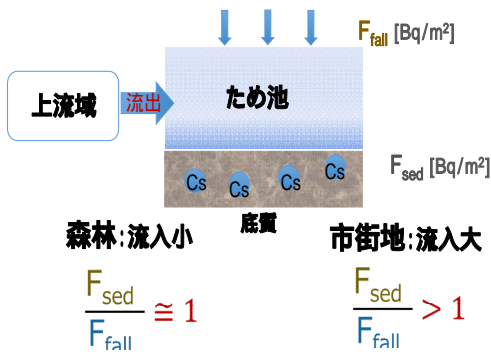 F_fall [Bq/m²]
上流域
流出
ため池
F_sed [Bq/m²]
Cs Cs Cs Cs
底質
森林:流入小
市街地:流入大
F_sed
F_fall
≅ 1
F_sed
F_fall
> 1